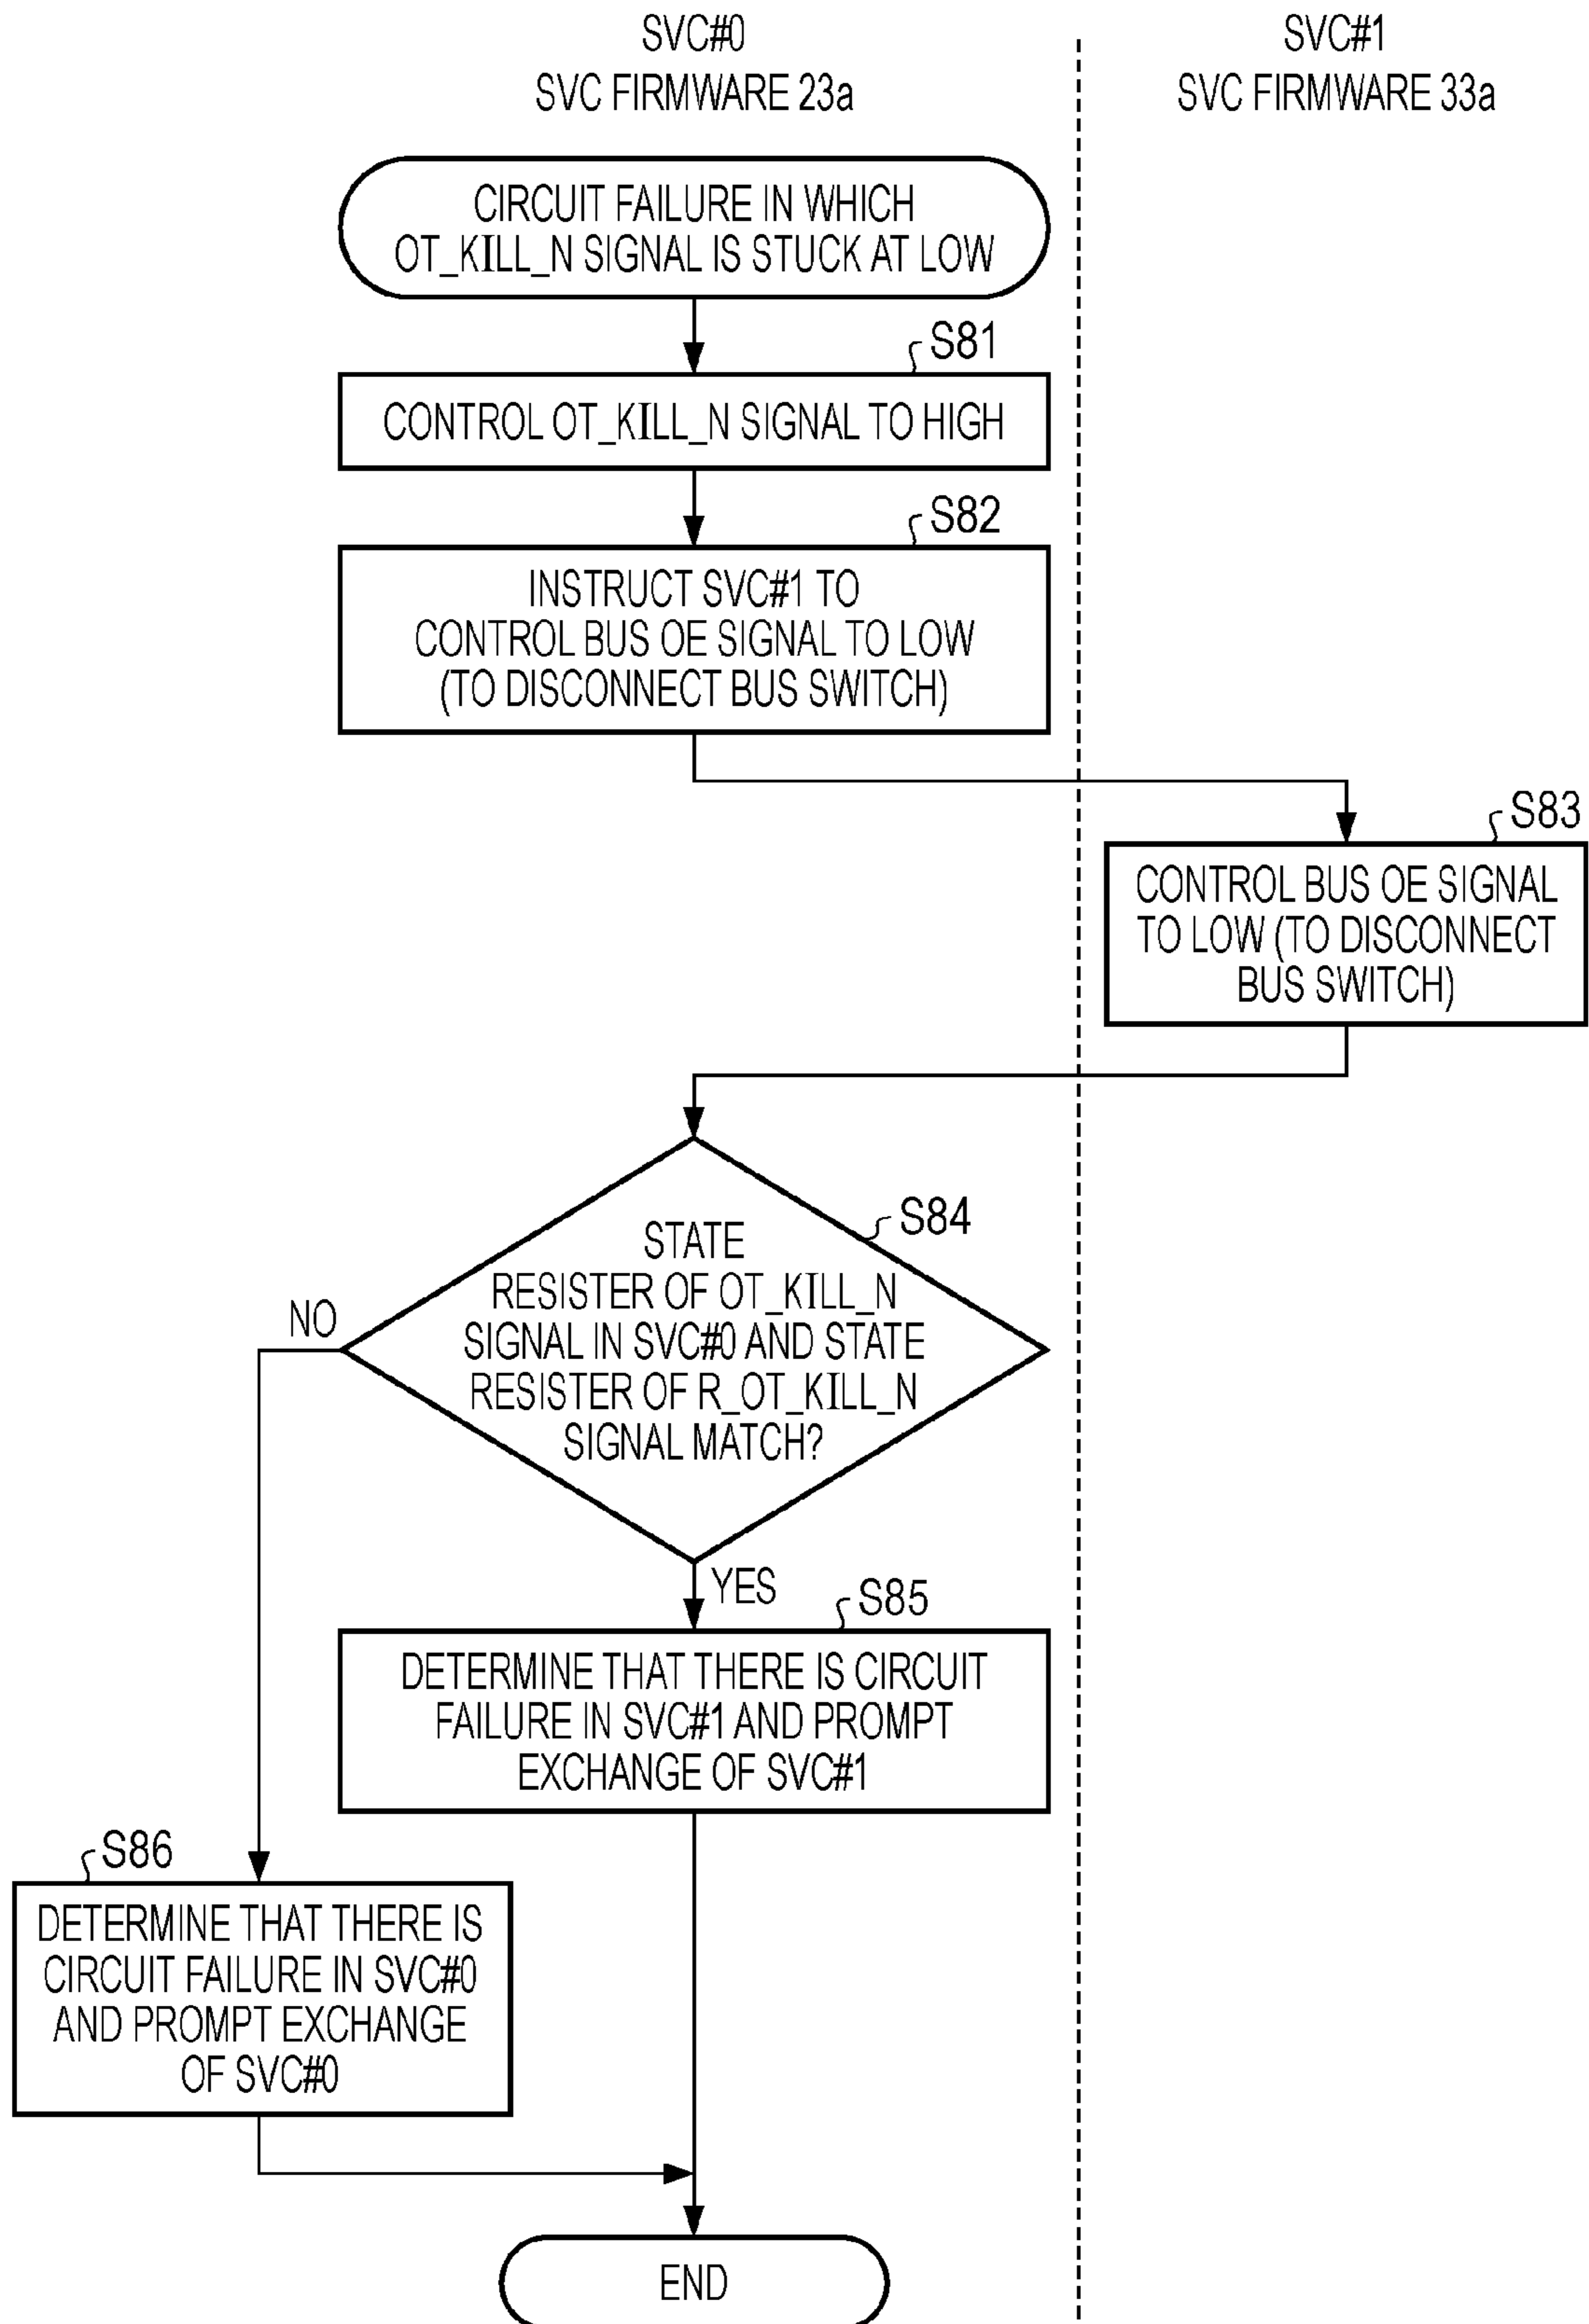 SVC#0
SVC FIRMWARE 23a
SVC#1
SVC FIRMWARE 33a
CIRCUIT FAILURE IN WHICH
OT_KILL_N SIGNAL IS STUCK AT LOW
S81
CONTROL OT_KILL_N SIGNAL TO HIGH
S82
INSTRUCT SVC#1 TO
CONTROL BUS OE SIGNAL TO LOW
(TO DISCONNECT BUS SWITCH)
S83
CONTROL BUS OE SIGNAL
TO LOW (TO DISCONNECT
BUS SWITCH)
S84
STATE
RESISTER OF OT_KILL_N
SIGNAL IN SVC#0 AND STATE
RESISTER OF R_OT_KILL_N
SIGNAL MATCH?
NO
YES
S85
DETERMINE THAT THERE IS CIRCUIT
FAILURE IN SVC#1 AND PROMPT
EXCHANGE OF SVC#1
S86
DETERMINE THAT THERE IS
CIRCUIT FAILURE IN SVC#0
AND PROMPT EXCHANGE
OF SVC#0
END